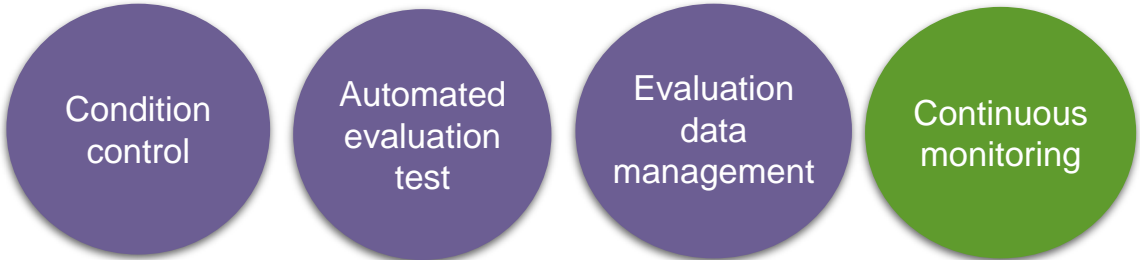 Condition
control
Automated
evaluation
test
Evaluation
data
management
Continuous
monitoring